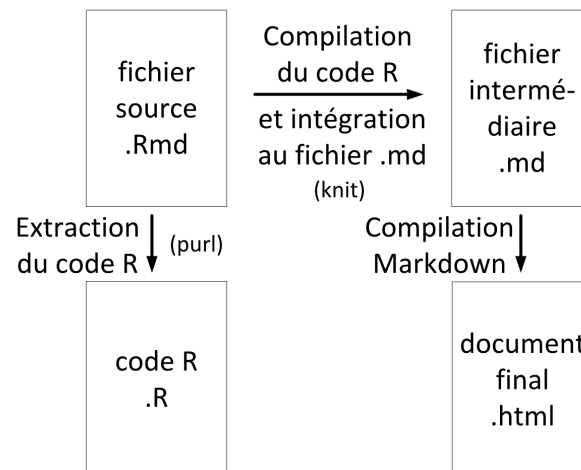 fichier
source
.Rmd
Compilation
du code R
et intégration
au fichier .md
(knit)
fichier
intermé-
diaire
.md
Extraction
du code R
(purl)
Compilation
Markdown
code R
.R
document
final
.html